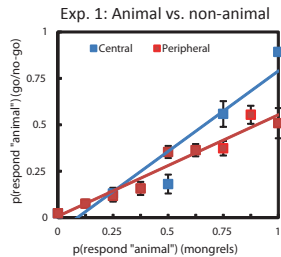 Exp. 1: Animal vs. non-animal
Central Peripheral
p(respond "animal") (go/no-go)
1
0.75
0.5
0.25
0
0 0.25 0.5 0.75 1
p(respond "animal") (mongrels)